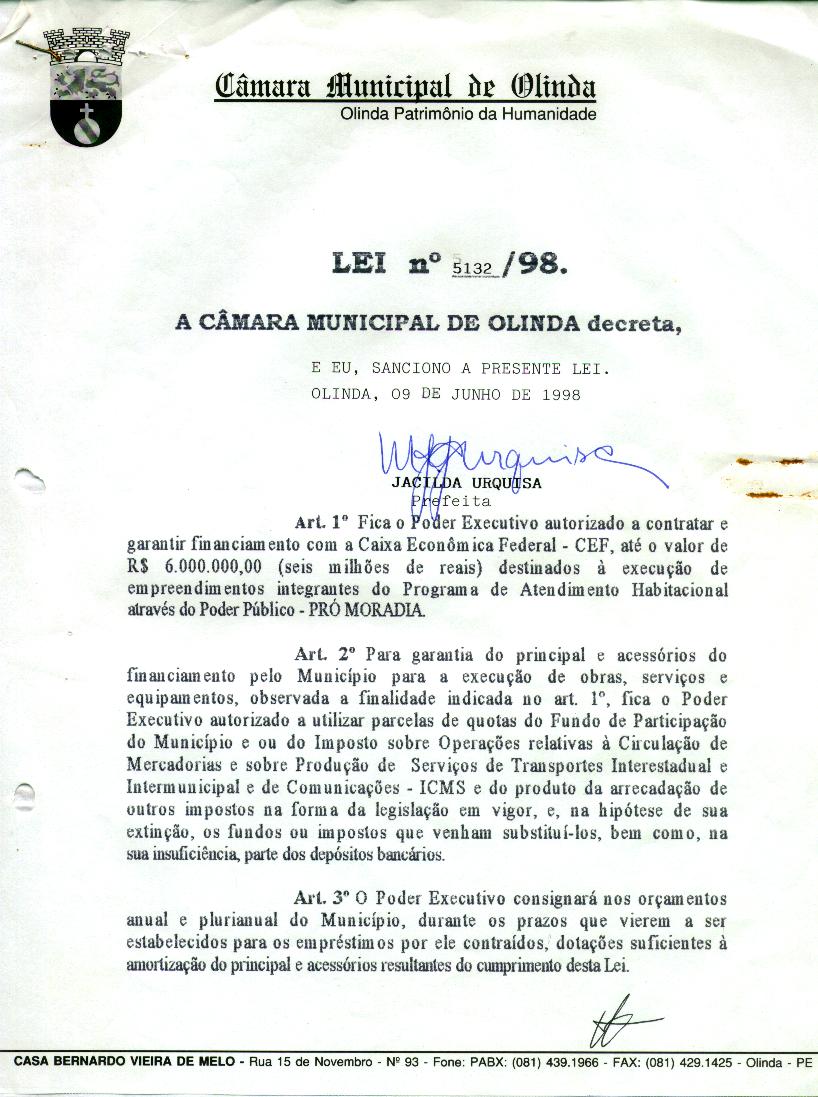 Câmara Municipal de Olinda
Olinda Patrimônio da Humanidade
LEI nº 5132 /98.
A CÂMARA MUNICIPAL DE OLINDA decreta,
E EU, SANCIONO A PRESENTE LEI.
OLINDA, 09 DE JUNHO DE 1998
JACILDA URQUISA
Prefeita
Art. 1º Fica o Poder Executivo autorizado a contratar e
garantir financiamento com a Caixa Econômica Federal - CEF, até o valor de
R$ 6.000.000,00 (seis milhões de reais) destinados à execução de
empreendimentos integrantes do Programa de Atendimento Habitacional
através do Poder Público - PRÓ MORADIA.
Art. 2º Para garantia do principal e acessórios do
financiamento pelo Município para a execução de obras, serviços e
equipamentos, observada a finalidade indicada no art. 1º, fica o Poder
Executivo autorizado a utilizar parcelas de quotas do Fundo de Participação
do Município e ou do Imposto sobre Operações relativas à Circulação de
Mercadorias e sobre Produção de Serviços de Transportes Interestadual e
Intermunicipal e de Comunicações - ICMS e do produto da arrecadação de
outros impostos na forma da legislação em vigor, e, na hipótese de sua
extinção, os fundos ou impostos que venham substituí-los, bem como, na
sua insuficiência, parte dos depósitos bancários.
Art. 3º O Poder Executivo consignará nos orçamentos
anual e plurianual do Município, durante os prazos que vierem a ser
estabelecidos para os empréstimos por ele contraídos, dotações suficientes à
amortização do principal e acessórios resultantes do cumprimento desta Lei.
CASA BERNARDO VIEIRA DE MELO - Rua 15 de Novembro - Nº 93 - Fone: PABX: (081) 439.1966 - FAX: (081) 429.1425 - Olinda - PE